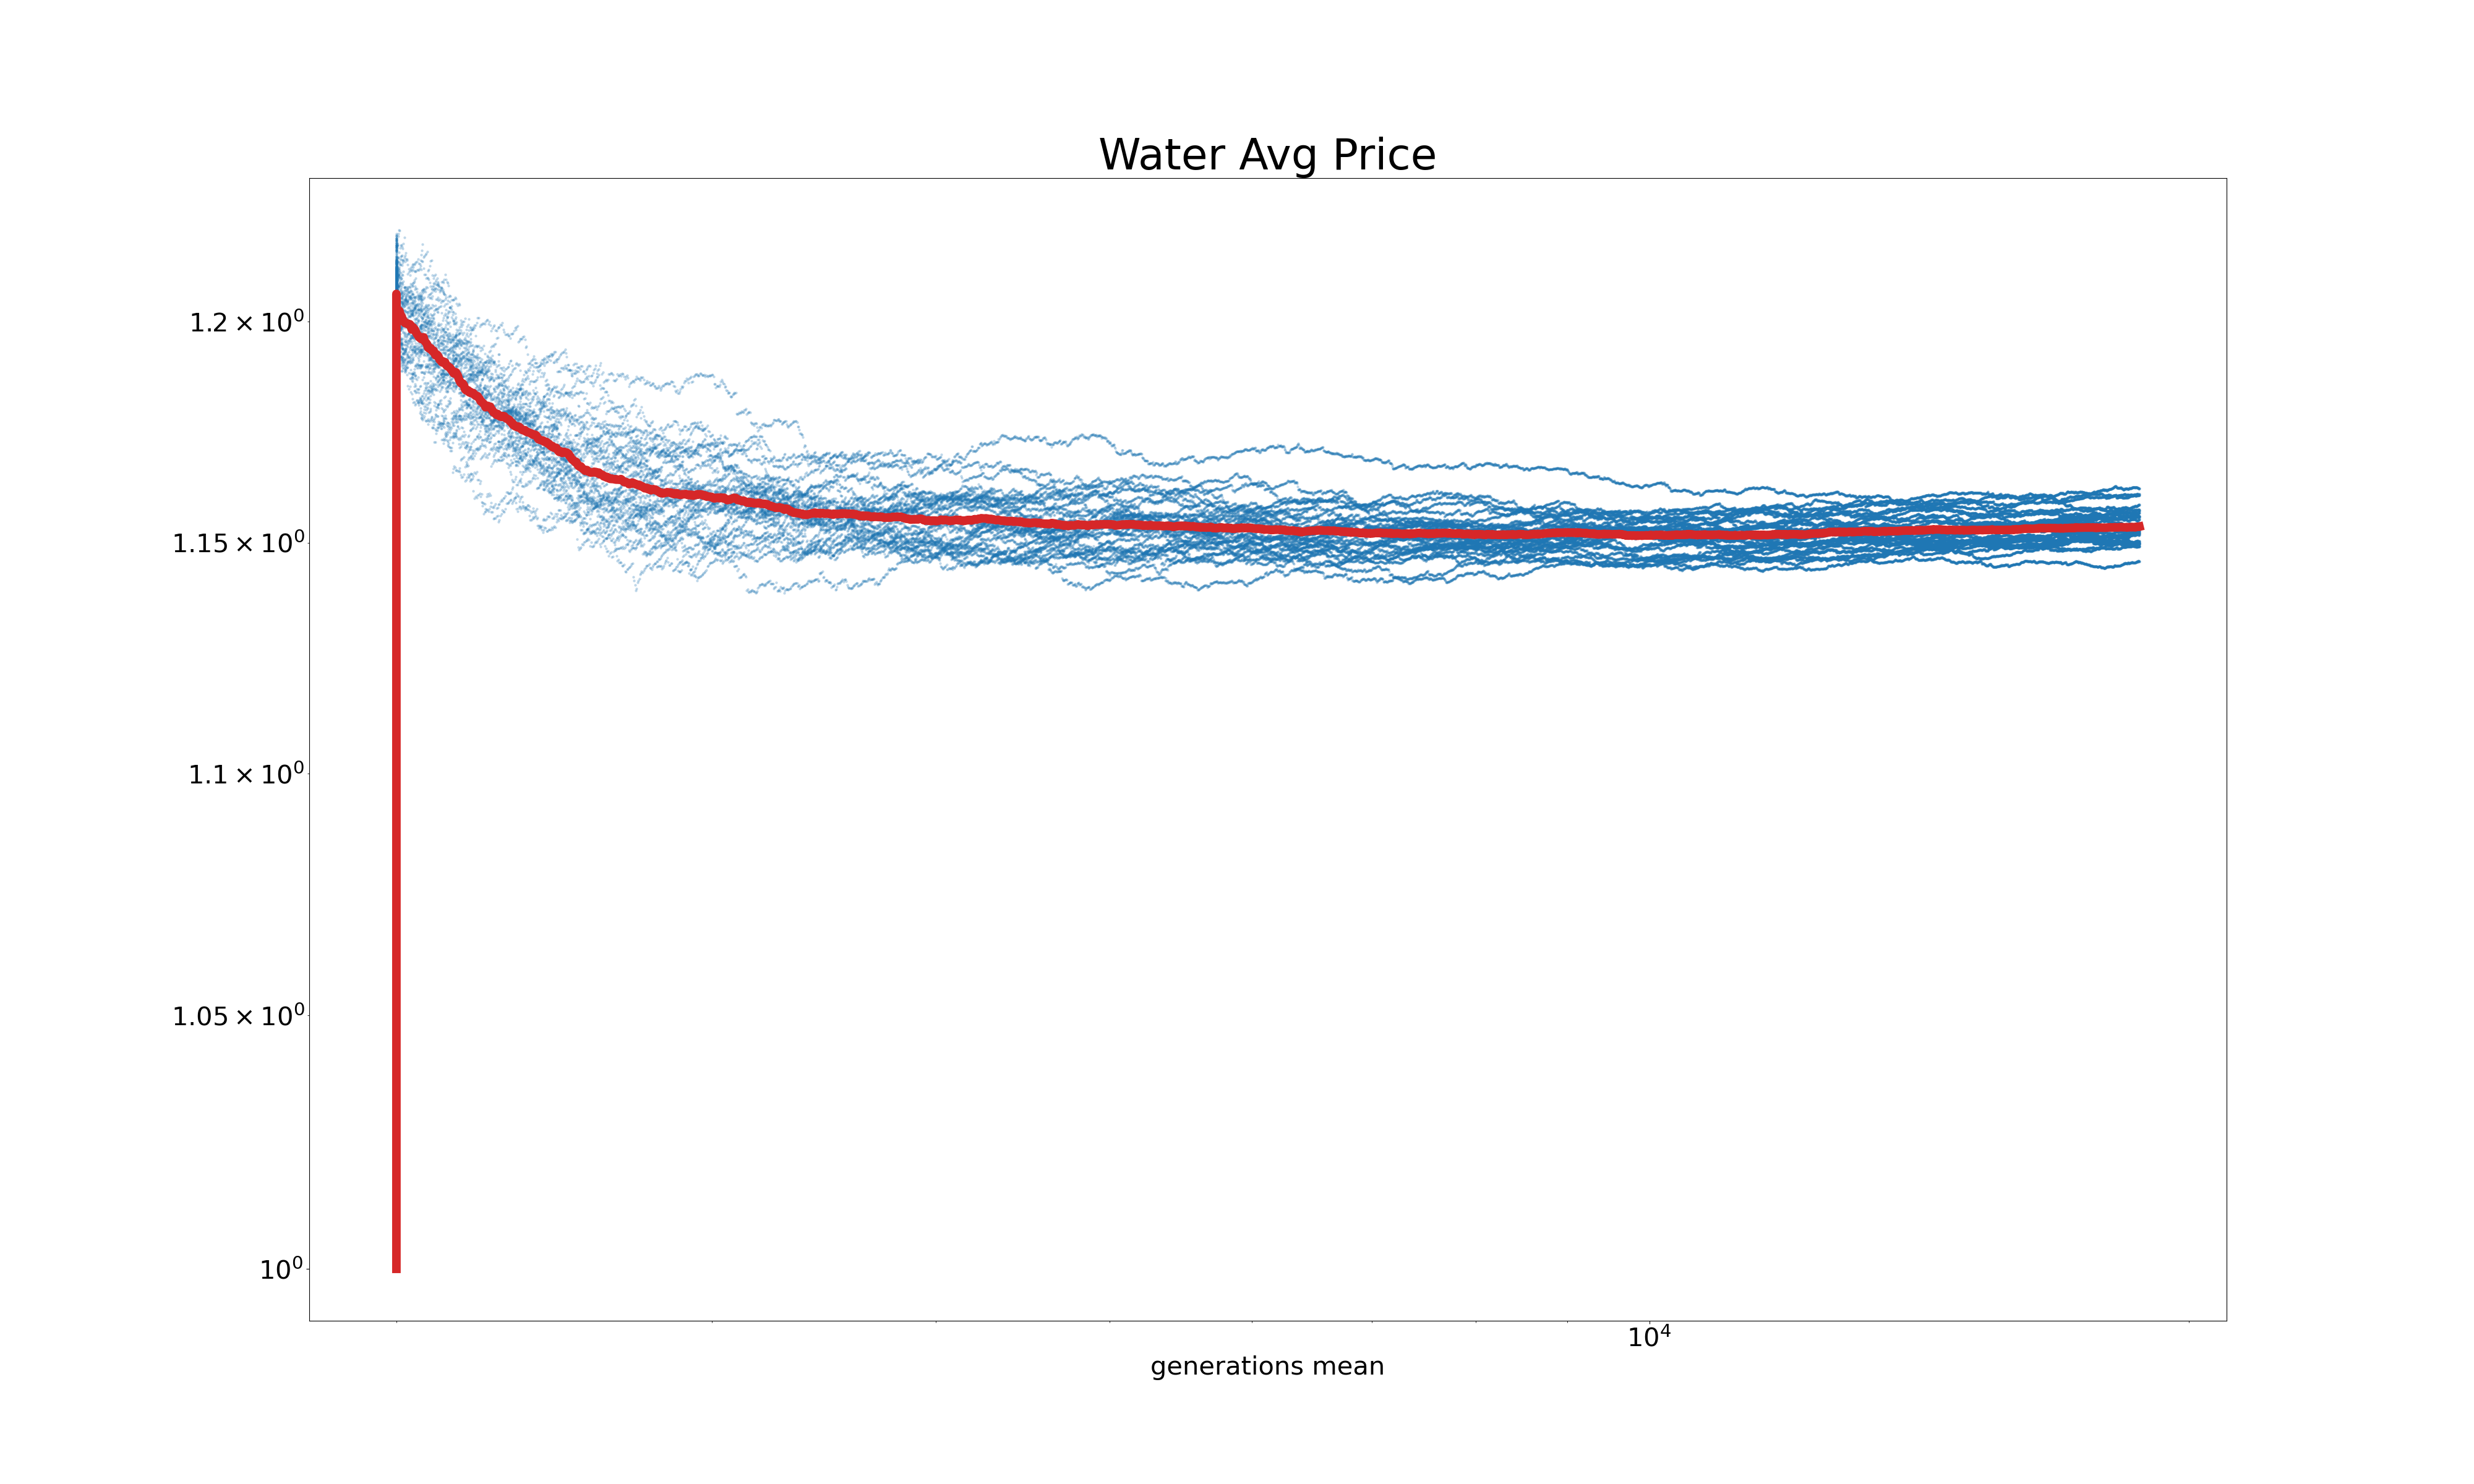 Water Avg Price
1.2 × 10⁰
1.15 × 10⁰
1.1 × 10⁰
1.05 × 10⁰
10⁰
10⁴
generations mean